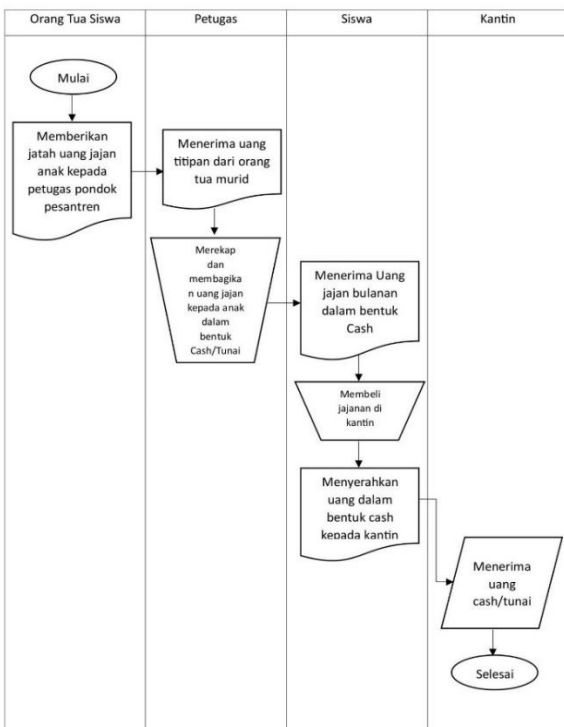 Orang Tua Siswa
Petugas
Siswa
Kantin
Mulai
Memberikan
jatah uang jajan
anak kepada
petugas pondok
pesantren
Menerima uang
titipan dari orang
tua murid
Merekap
dan
membagika
n uang jajan
kepada anak
dalam
bentuk
Cash/Tunai
Menerima Uang
jajan bulanan
dalam bentuk
Cash
Membeli
jajanan di
kantin
Menyerahkan
uang dalam
bentuk cash
kepada kantin
Menerima
uang
cash/tunai
Selesai